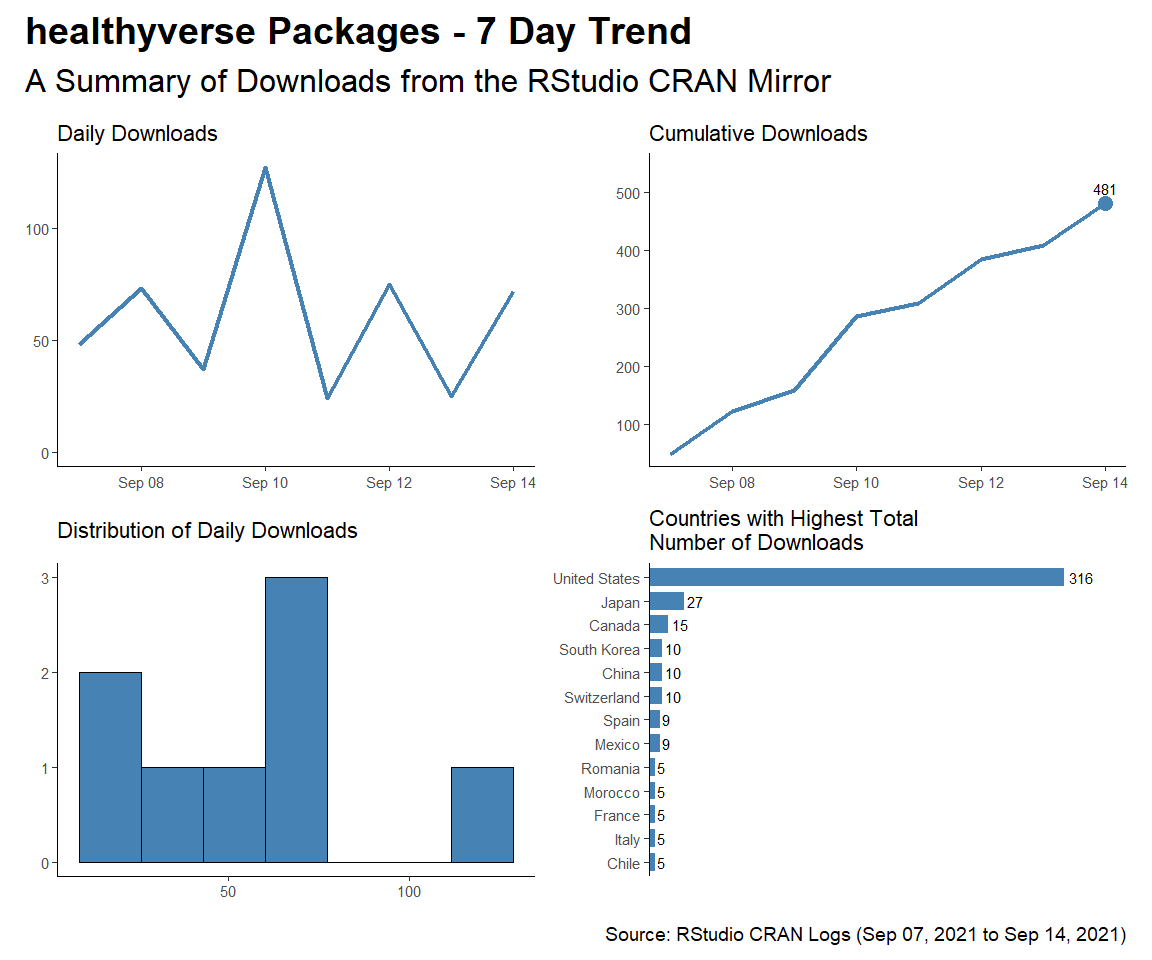 healthyverse Packages - 7 Day Trend
A Summary of Downloads from the RStudio CRAN Mirror
Daily Downloads
100
50
0
Sep 08 Sep 10 Sep 12 Sep 14
Cumulative Downloads
500
400
300
200
100
481
Sep 08 Sep 10 Sep 12 Sep 14
Distribution of Daily Downloads
3
2
1
0
50 100
Countries with Highest Total
Number of Downloads
United States 316
Japan 27
Canada 15
South Korea 10
China 10
Switzerland 10
Spain 9
Mexico 9
Romania 5
Morocco 5
France 5
Italy 5
Chile 5
Source: RStudio CRAN Logs (Sep 07, 2021 to Sep 14, 2021)